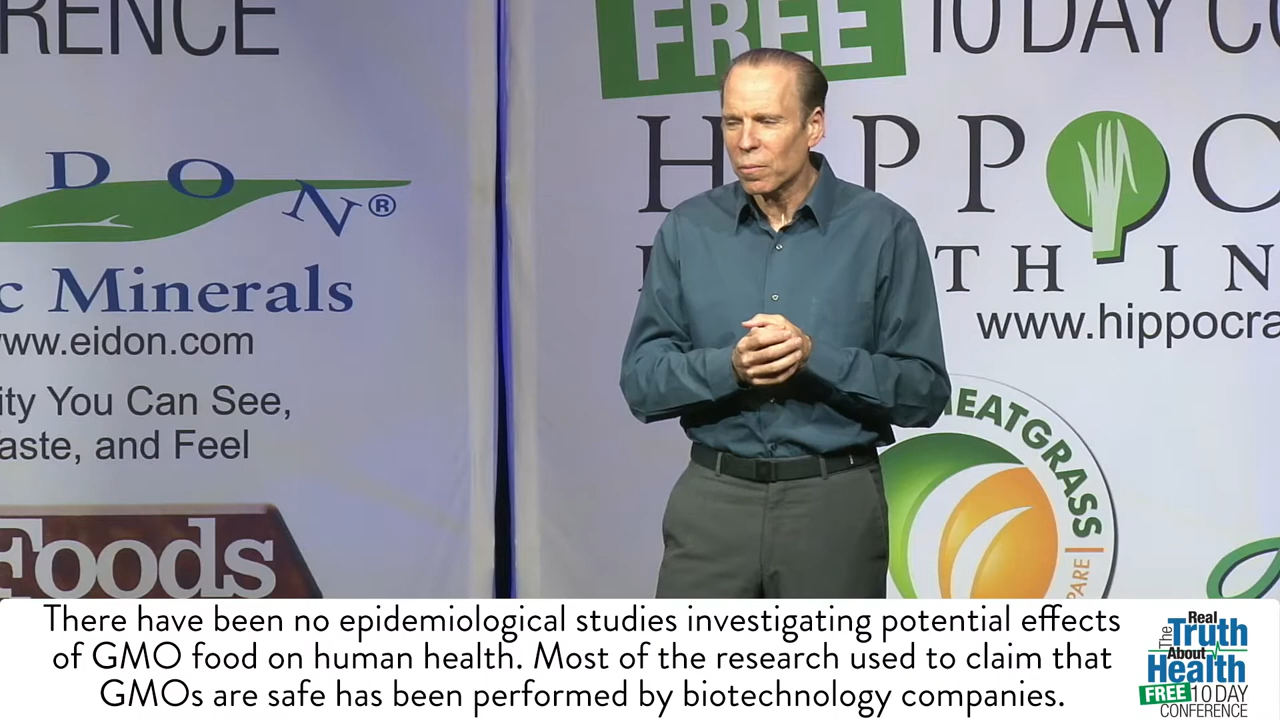 RENCE
FREE 10 DAY CO
DON®
c Minerals
www.eidon.com
ity You Can See,
aste, and Feel
Foods
H PPOC
TH IN
www.hippocra
EATGRASS
PARE
There have been no epidemiological studies investigating potential effects
of GMO food on human health. Most of the research used to claim that
GMOs are safe has been performed by biotechnology companies.
The Real
Truth
About
Health
FREE 10 DAY
CONFERENCE